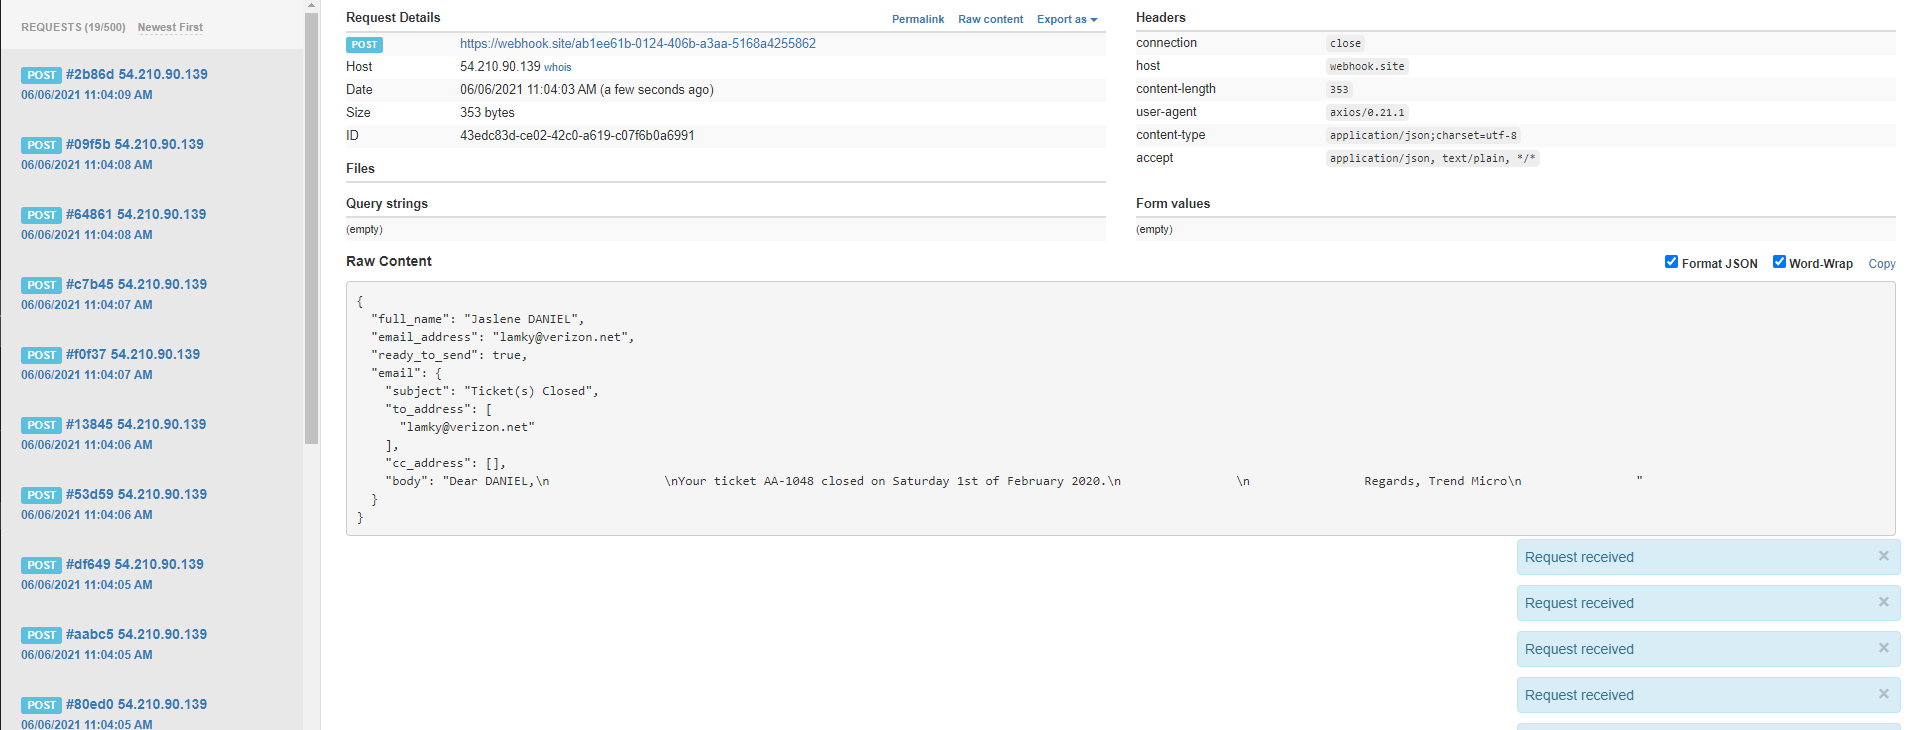 REQUESTS (19/500) Newest First
POST #2b86d 54.210.90.139
06/06/2021 11:04:09 AM
POST #09f5b 54.210.90.139
06/06/2021 11:04:08 AM
POST #64861 54.210.90.139
06/06/2021 11:04:08 AM
POST #c7b45 54.210.90.139
06/06/2021 11:04:07 AM
POST #f0f37 54.210.90.139
06/06/2021 11:04:07 AM
POST #13845 54.210.90.139
06/06/2021 11:04:06 AM
POST #53d59 54.210.90.139
06/06/2021 11:04:06 AM
POST #df649 54.210.90.139
06/06/2021 11:04:05 AM
POST #aabc5 54.210.90.139
06/06/2021 11:04:05 AM
POST #80ed0 54.210.90.139
06/06/2021 11:04:05 AM
Request Details Permalink Raw content Export as
POST https://webhook.site/ab1ee61b-0124-406b-a3aa-5168a4255862
Host 54.210.90.139 whois
Date 06/06/2021 11:04:03 AM (a few seconds ago)
Size 353 bytes
ID 43edc83d-ce02-42c0-a619-c07f6b0a6991
Files
Query strings
(empty)
Headers
connection close
host webhook.site
content-length 353
user-agent axios/0.21.1
content-type application/json;charset=utf-8
accept application/json, text/plain, */*
Form values
(empty)
Raw Content Format JSON Word-Wrap Copy
{
"full_name": "Jaslene DANIEL",
"email_address": "lamky@verizon.net",
"ready_to_send": true,
"email": {
"subject": "Ticket(s) Closed",
"to_address": [
"lamky@verizon.net"
],
"cc_address": [],
"body": "Dear DANIEL,\n                \nYour ticket AA-1048 closed on Saturday 1st of February 2020.\n                \n                Regards, Trend Micro\n                "
}
}
Request received ×
Request received ×
Request received ×
Request received ×